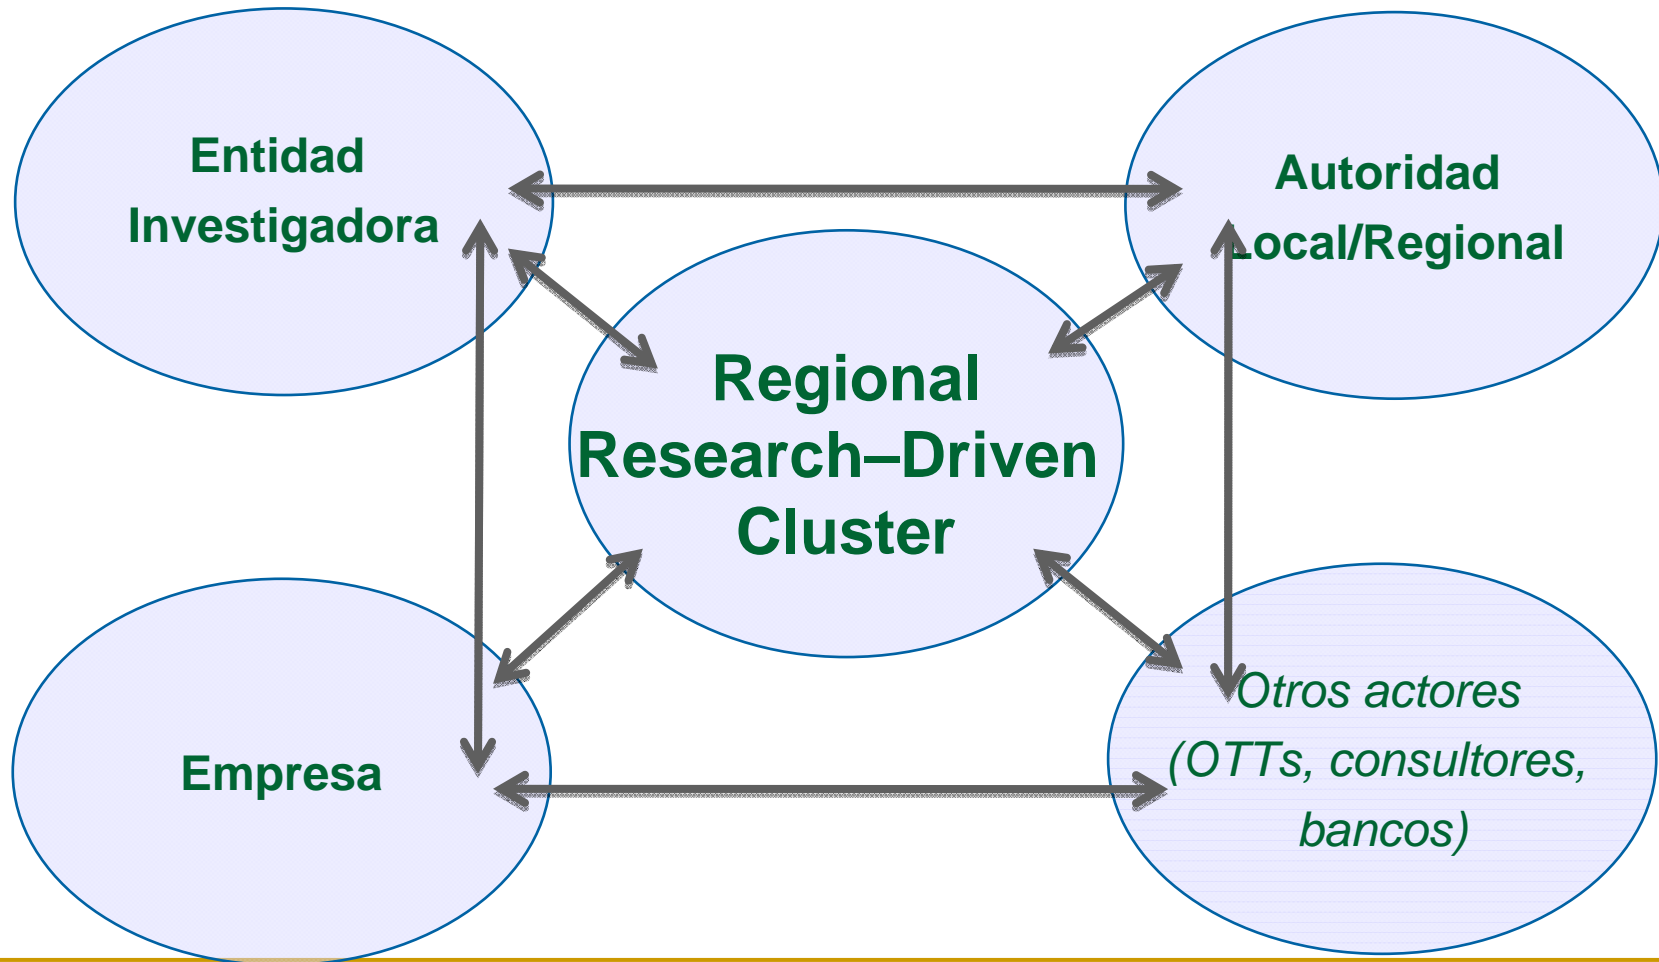 Entidad
Investigadora
Autoridad
Local/Regional
Regional
Research–Driven
Cluster
Empresa
Otros actores
(OTTs, consultores,
bancos)